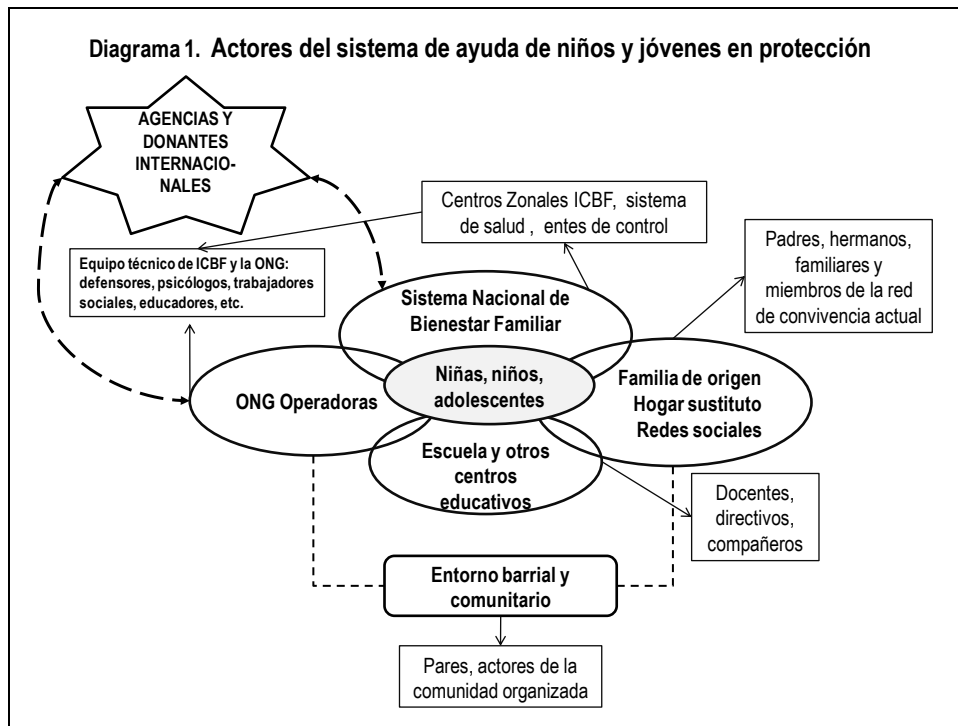 Diagrama 1. Actores del sistema de ayuda de niños y jóvenes en protección
AGENCIAS Y
DONANTES
INTERNACIO-
NALES
Centros Zonales ICBF, sistema
de salud , entes de control
Padres, hermanos,
familiares y
miembros de la red
de convivencia actual
Equipo técnico de ICBF y la ONG:
defensores, psicólogos, trabajadores
sociales, educadores, etc.
Sistema Nacional de
Bienestar Familiar
ONG Operadoras
Niñas, niños,
adolescentes
Familia de origen
Hogar sustituto
Redes sociales
Escuela y otros
centros
educativos
Docentes,
directivos,
compañeros
Entorno barrial y
comunitario
Pares, actores de la
comunidad organizada